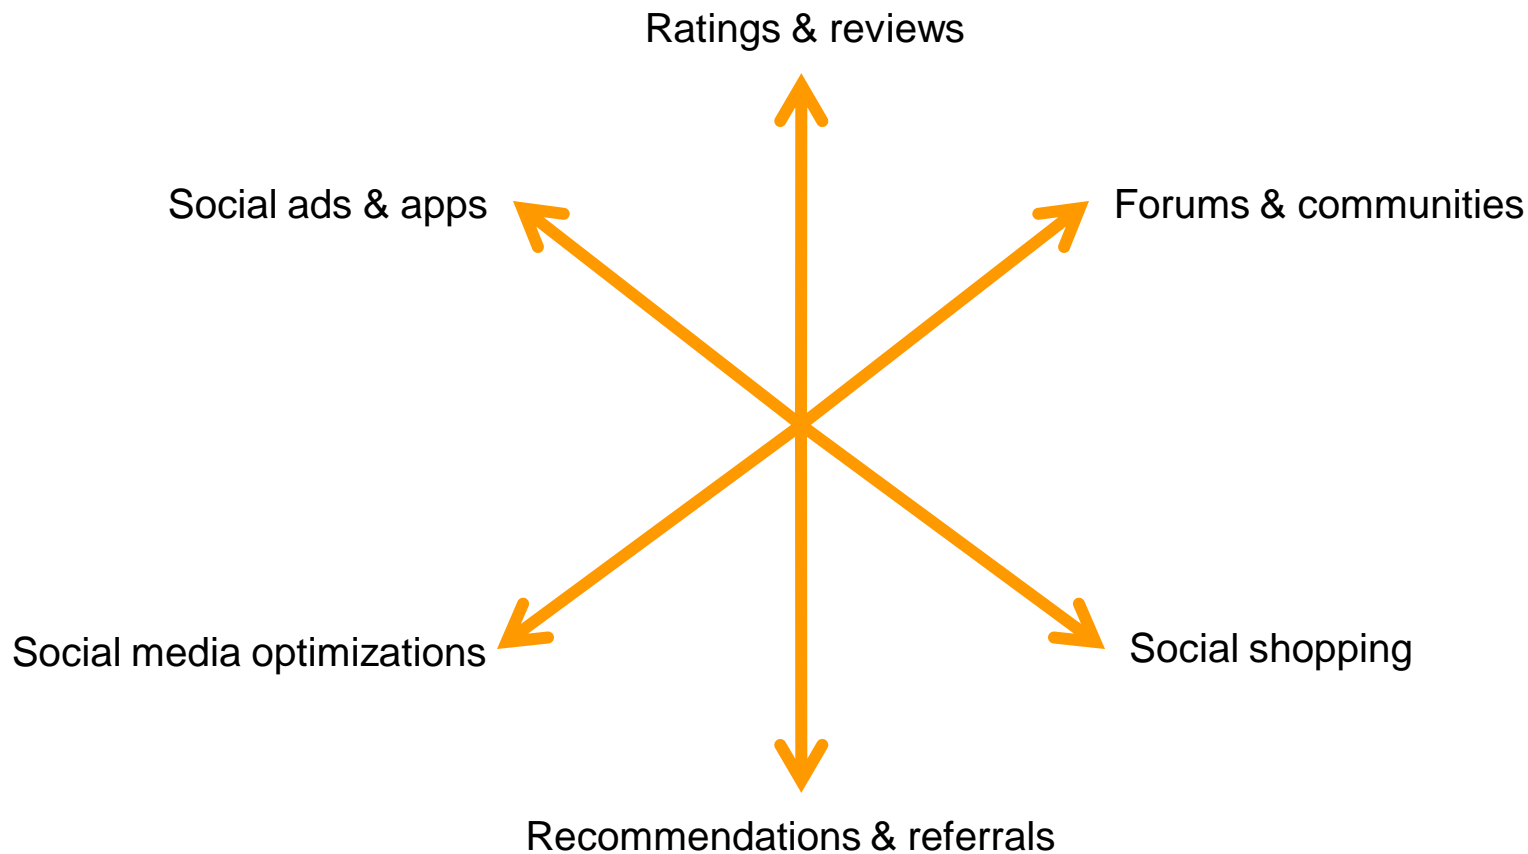 Ratings & reviews
Social ads & apps
Forums & communities
Social media optimizations
Social shopping
Recommendations & referrals